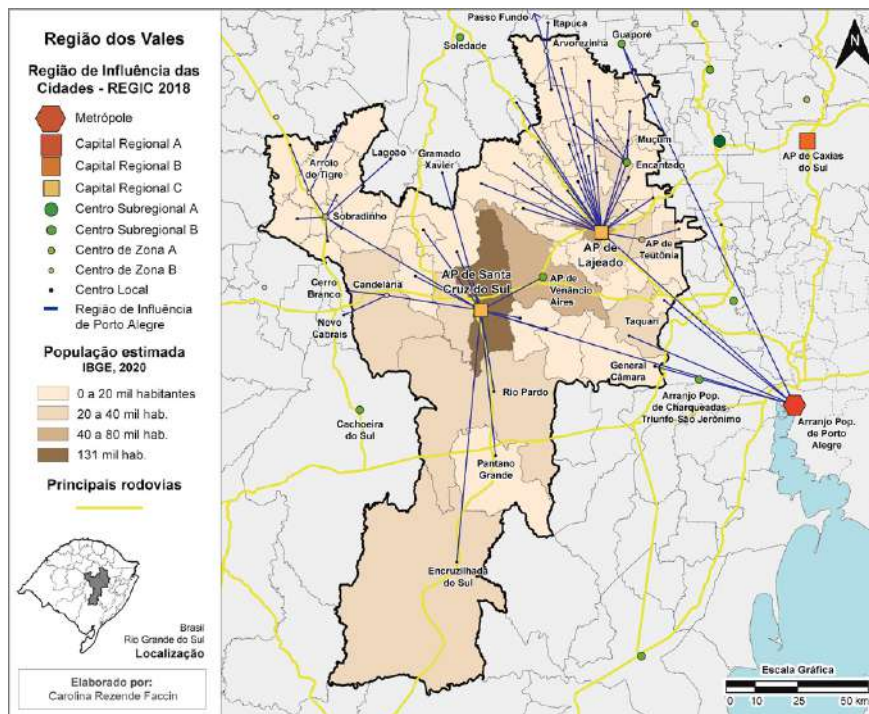 Região dos Vales
Região de Influência das
Cidades - REGIC 2018
Metrópole
Capital Regional A
Capital Regional B
Capital Regional C
Centro Subregional A
Centro Subregional B
Centro de Zona A
Centro de Zona B
Centro Local
Região de Influência
de Porto Alegre
População estimada
IBGE, 2020
0 a 20 mil habitantes
20 a 40 mil hab.
40 a 80 mil hab.
131 mil hab.
Principais rodovias
Brasil
Rio Grande do Sul
Localização
Elaborado por:
Carolina Rezende Faccin
Passo Fundo
Itapuca
Soledade
Arvorezinha
Guaporé
N
Muçum
Encantado
AP de Caxias
do Sul
Lagoão
Gramado
Xavier
Arroio
do Tigre
Sobradinho
AP de
Lajeado
AP de
Teutônia
AP de Santa
Cruz do Sul
AP de
Venâncio
Aires
Cerro
Branco
Candelária
Novo
Cabrais
Taquari
General
Câmara
Rio Pardo
Arranjo Pop.
de Charqueadas-
Triunfo-São Jerônimo
Arranjo Pop.
de Porto
Alegre
Cachoeira
do Sul
Pantano
Grande
Encruzilhada
do Sul
Escala Gráfica
0 10 25 50 km